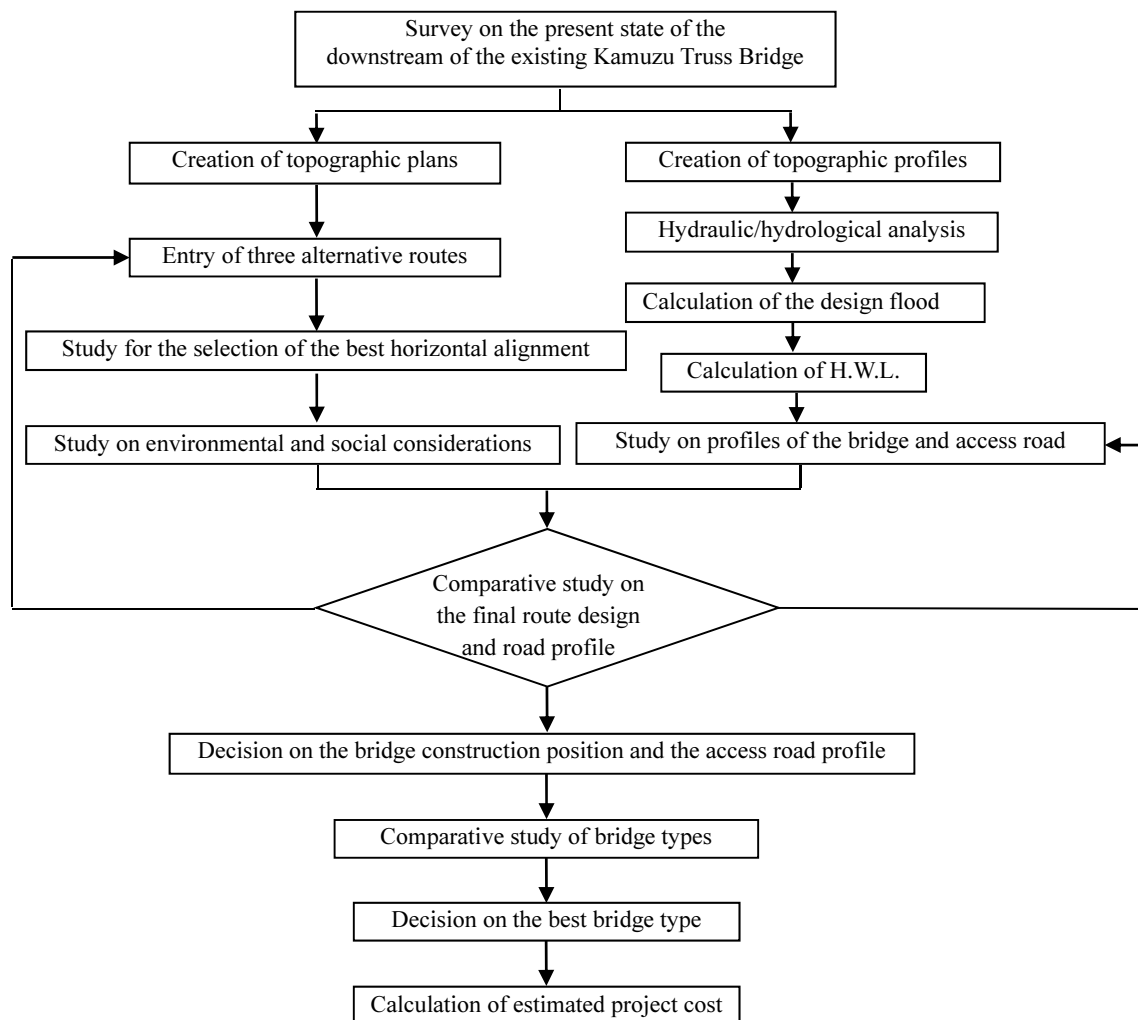 Survey on the present state of the
downstream of the existing Kamuzu Truss Bridge
Creation of topographic plans
Creation of topographic profiles
Hydraulic/hydrological analysis
Entry of three alternative routes
Calculation of the design flood
Study for the selection of the best horizontal alignment
Calculation of H.W.L.
Study on environmental and social considerations
Study on profiles of the bridge and access road
Comparative study on
the final route design
and road profile
Decision on the bridge construction position and the access road profile
Comparative study of bridge types
Decision on the best bridge type
Calculation of estimated project cost